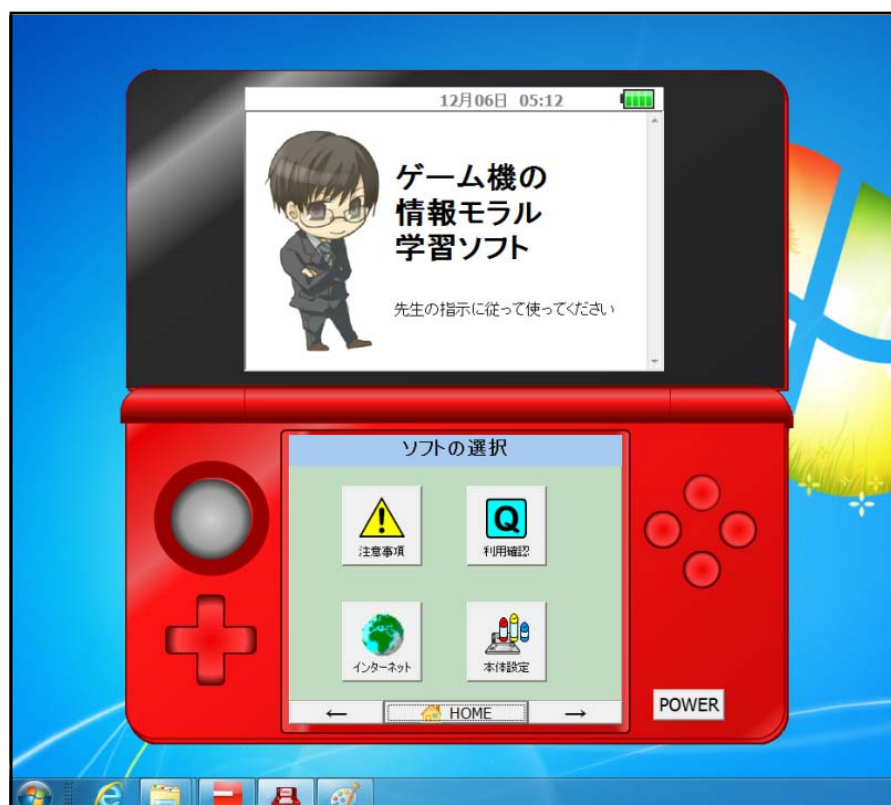 12月06日 05:12
ゲーム機の
情報モラル
学習ソフト
先生の指示に従って使ってください
ソフトの選択
注意事項
Q
利用確認
インターネット
本体設定
← HOME →
POWER